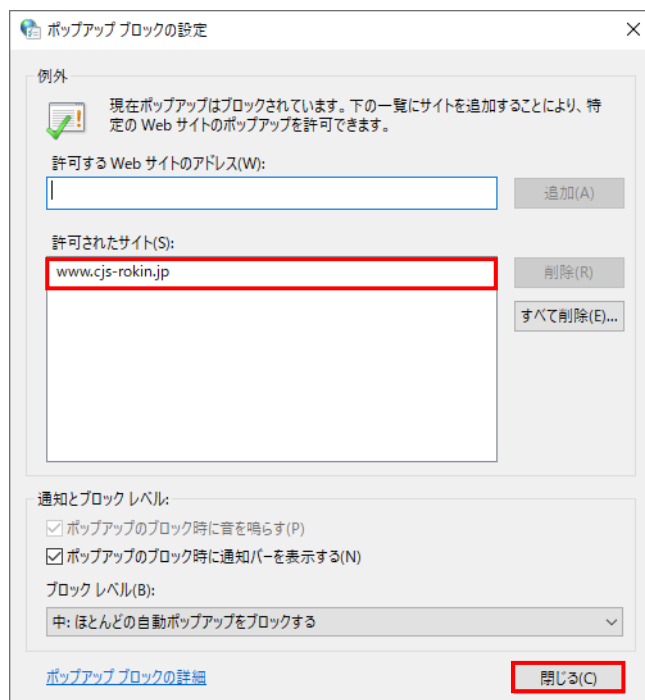 ポップアップ ブロックの設定
例外
現在ポップアップはブロックされています。下の一覧にサイトを追加することにより、特
定の Web サイトのポップアップを許可できます。
許可する Web サイトのアドレス(W):
追加(A)
許可されたサイト(S):
www.cjs-rokin.jp
削除(R)
すべて削除(E)...
通知とブロック レベル:
ポップアップのブロック時に音を鳴らす(P)
ポップアップのブロック時に通知バーを表示する(N)
ブロック レベル(B):
中: ほとんどの自動ポップアップをブロックする
ポップアップ ブロックの詳細
閉じる(C)